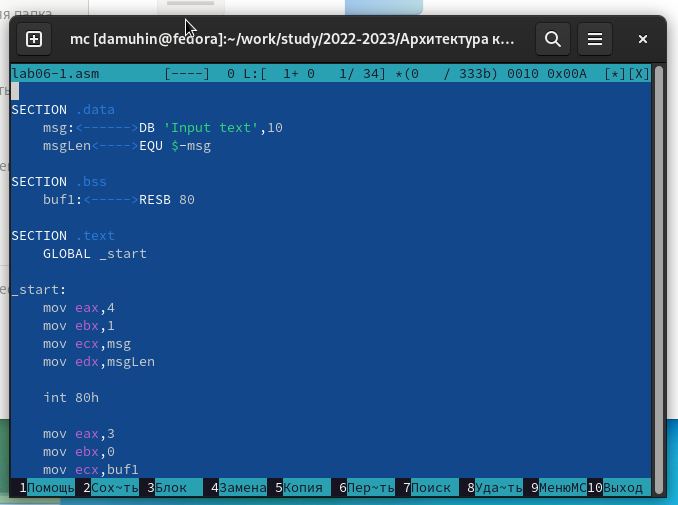 я папка
mc [damuhin@fedora]:~/work/study/2022-2023/Архитектура к...
lab06-1.asm [----] 0 L:[ 1+ 0 1/ 34] *(0 / 333b) 0010 0x00A [*][X]
SECTION .data
msg:<------>DB 'Input text',10
msgLen<---->EQU $-msg
SECTION .bss
buf1:<----->RESB 80
SECTION .text
GLOBAL _start
_start:
mov eax,4
mov ebx,1
mov ecx,msg
mov edx,msgLen
int 80h
mov eax,3
mov ebx,0
mov ecx,buf1
1Помощь 2Сох~ть 3Блок 4Замена 5Копия 6Пер~ть 7Поиск 8Уда~ть 9МенюMC 10Выход